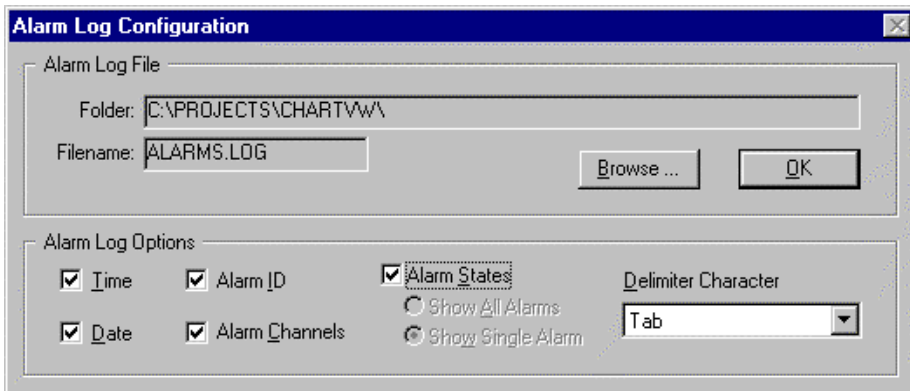 Alarm Log Configuration
Alarm Log File
Folder: C:\PROJECTS\CHARTVW\
Filename: ALARMS.LOG
Browse ... OK
Alarm Log Options
Time Alarm ID Alarm States Delimiter Character
Show All Alarms
Tab
Date Alarm Channels Show Single Alarm